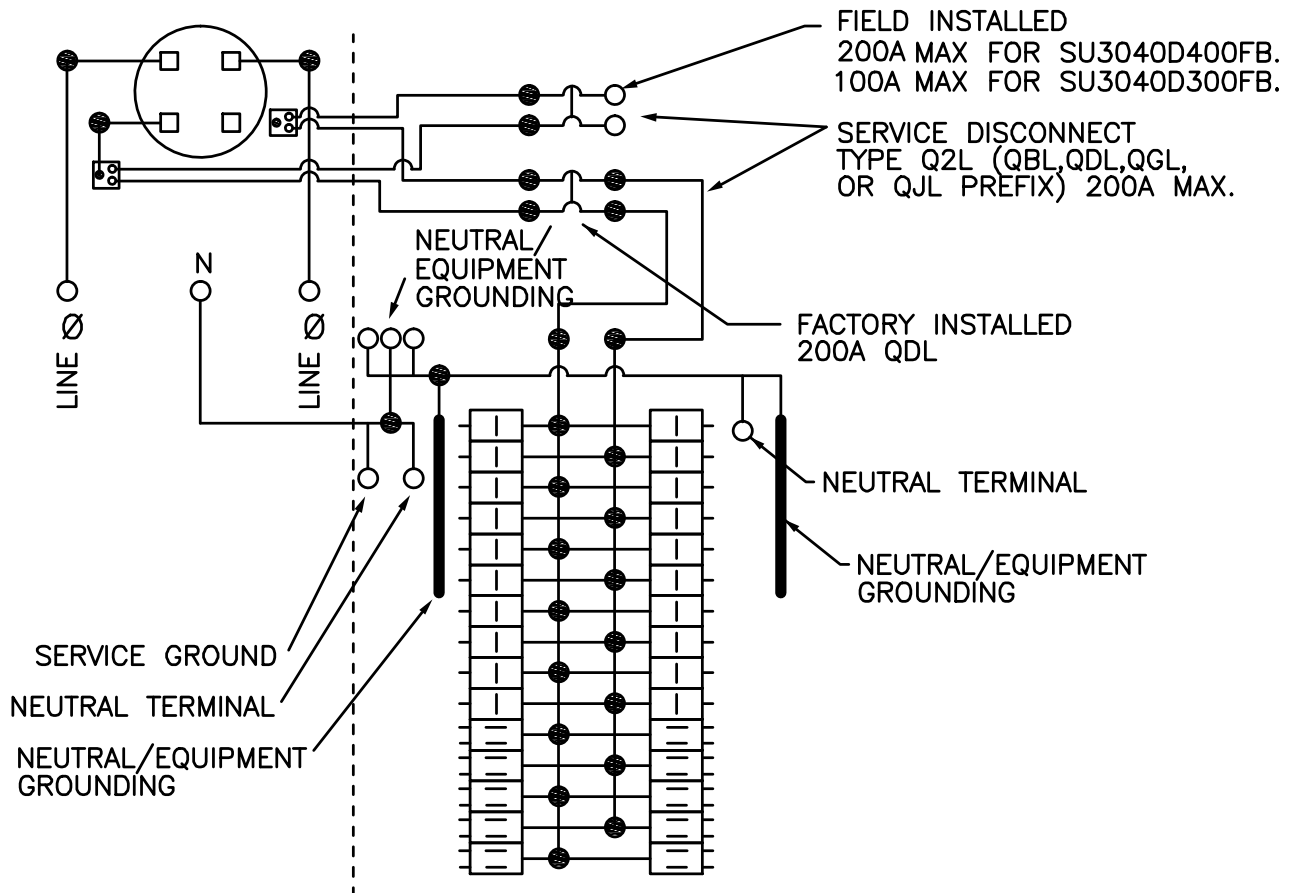 FIELD INSTALLED
200A MAX FOR SU3040D400FB.
100A MAX FOR SU3040D300FB.
SERVICE DISCONNECT
TYPE Q2L (QBL,QDL,QGL,
OR QJL PREFIX) 200A MAX.
NEUTRAL/
EQUIPMENT
GROUNDING
N
LINE Ø
LINE Ø
FACTORY INSTALLED
200A QDL
NEUTRAL TERMINAL
NEUTRAL/EQUIPMENT
GROUNDING
SERVICE GROUND
NEUTRAL TERMINAL
NEUTRAL/EQUIPMENT
GROUNDING